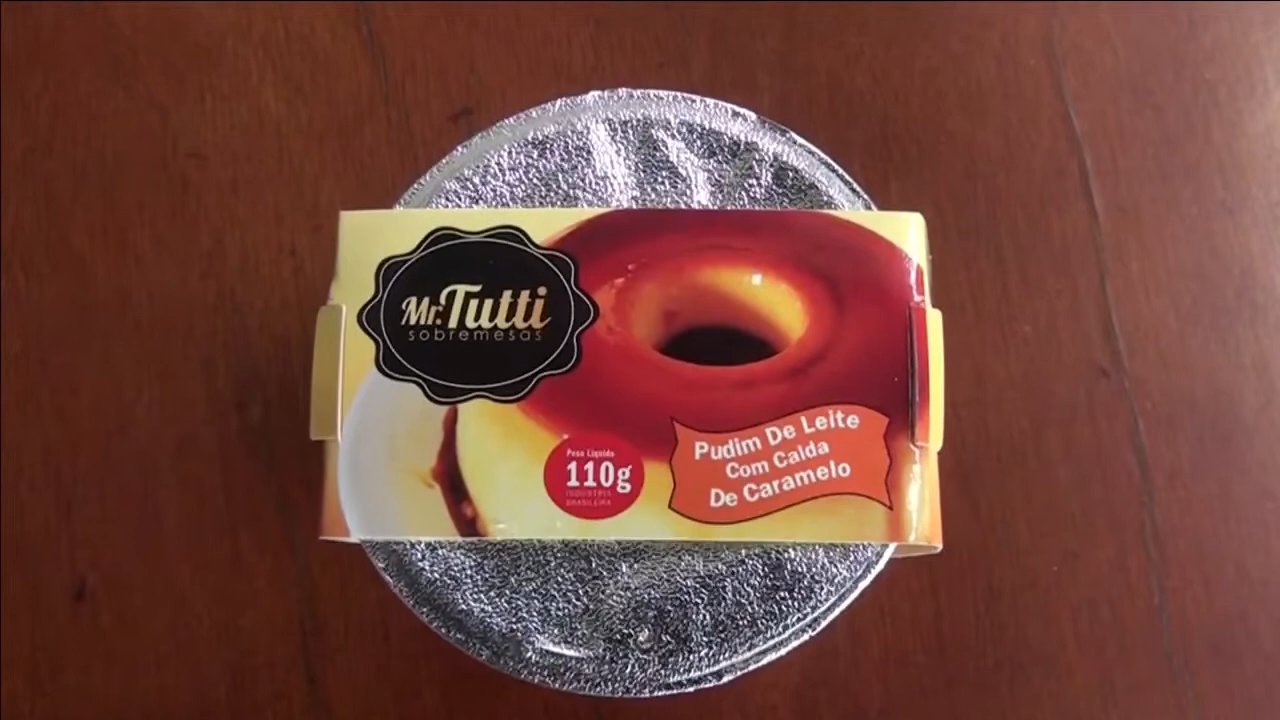 Mr. Tutti
sobremesas
Peso Líquido
110g
INDÚSTRIA
BRASILEIRA
Pudim De Leite
Com Calda
De Caramelo